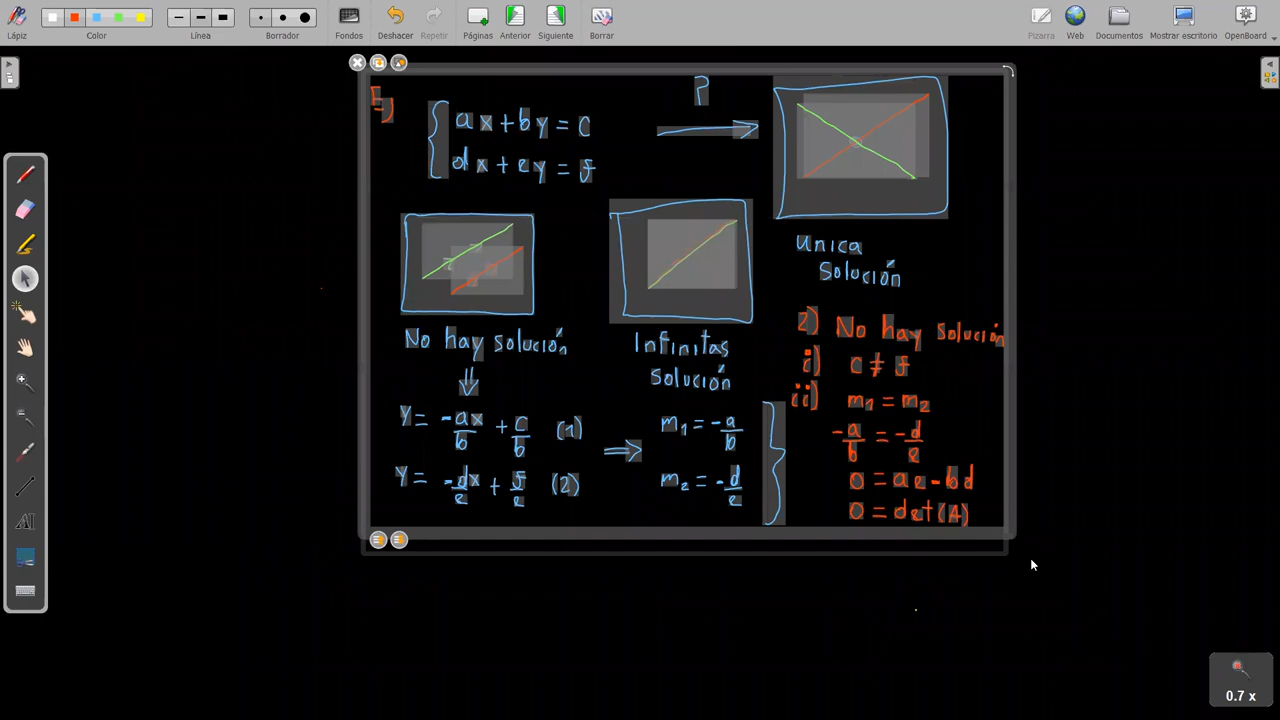 Lápiz
Color
Línea
Borrador
Fondos
Deshacer
Repetir
Páginas
Anterior
Siguiente
Borrar
Pizarra
Web
Documentos
Mostrar escritorio
OpenBoard
?
ax + by = c
dx + ey = f
No hay solución
Infinitas
solución
Unica
solución
y = -ax/b + c/b (1)
y = -dx/e + f/e (2)
m1 = -a/b
m2 = -d/e
2) No hay solución
i) c ≠ f
ii) m1 = m2
-a/b = -d/e
0 = ae - bd
0 = det(A)
0.7 x